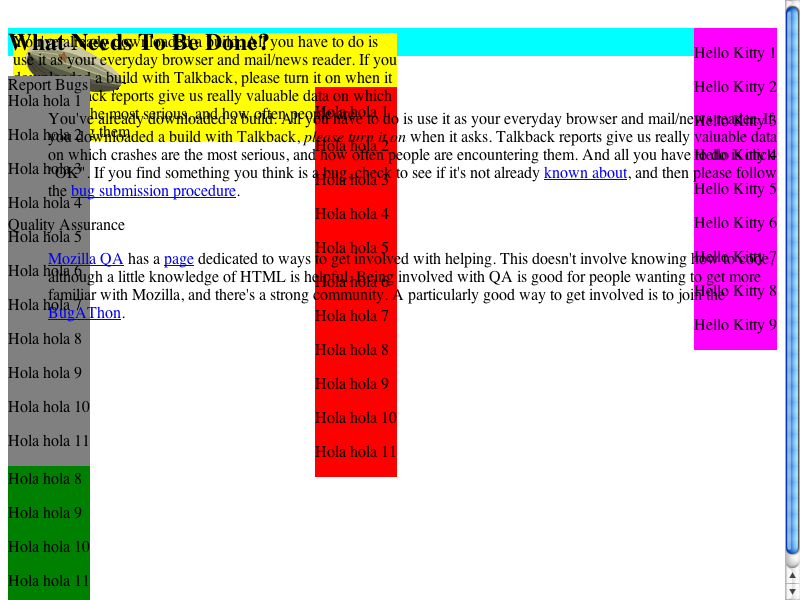 What Needs To Be Done?
You've already downloaded a build. All you have to do is
use it as your everyday browser and mail/news reader. If you
a build with Talkback, please turn it on when it
ack reports give us really valuable data on which
the most serious, and how often people
them.
Report Bugs
You've already downloaded a build. All you have to do is use it as your everyday browser and mail/news reader. If
you downloaded a build with Talkback, please turn it on when it asks. Talkback reports give us really valuable data
on which crashes are the most serious, and how often people are encountering them. And all you have to do is click
"OK". If you find something you think is a bug, check to see if it's not already known about, and then please follow
the bug submission procedure.
Quality Assurance
Mozilla QA has a page dedicated to ways to get involved with helping. This doesn't involve knowing how to code,
although a little knowledge of HTML is helpful. Being involved with QA is good for people wanting to get more
familiar with Mozilla, and there's a strong community. A particularly good way to get involved is to join the
BugAThon.
Hola hola 1
Hola hola 2
Hola hola 3
Hola hola 4
Hola hola 5
Hola hola 6
Hola hola 7
Hola hola 8
Hola hola 9
Hola hola 10
Hola hola 11
Hola hola 8
Hola hola 9
Hola hola 10
Hola hola 11
Hola hola 1
Hola hola 2
Hola hola 3
Hola hola 4
Hola hola 5
Hola hola 6
Hola hola 7
Hola hola 8
Hola hola 9
Hola hola 10
Hola hola 11
Hello Kitty 1
Hello Kitty 2
Hello Kitty 3
Hello Kitty 4
Hello Kitty 5
Hello Kitty 6
Hello Kitty 7
Hello Kitty 8
Hello Kitty 9